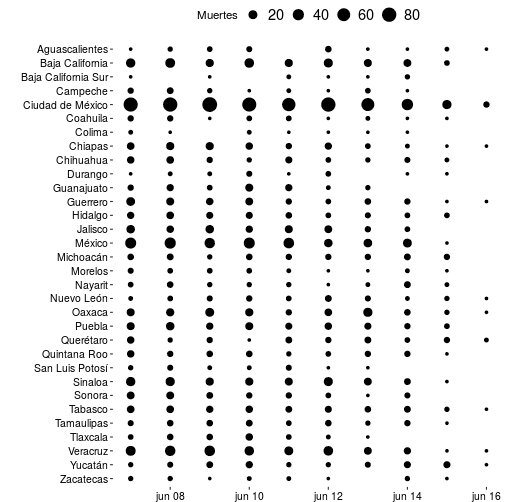 Muertes 20 40 60 80
Aguascalientes
Baja California
Baja California Sur
Campeche
Ciudad de México
Coahuila
Colima
Chiapas
Chihuahua
Durango
Guanajuato
Guerrero
Hidalgo
Jalisco
México
Michoacán
Morelos
Nayarit
Nuevo León
Oaxaca
Puebla
Querétaro
Quintana Roo
San Luis Potosí
Sinaloa
Sonora
Tabasco
Tamaulipas
Tlaxcala
Veracruz
Yucatán
Zacatecas
jun 08 jun 10 jun 12 jun 14 jun 16